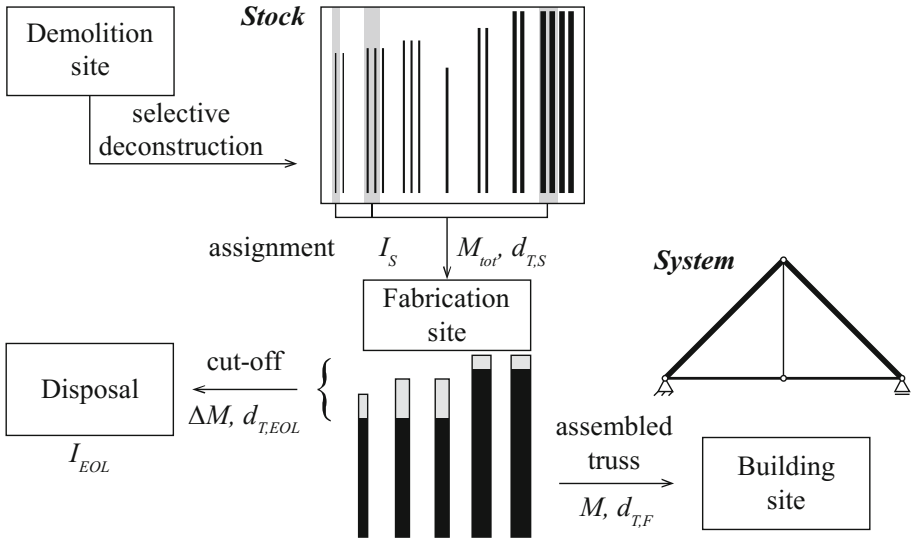 Stock
Demolition
site
selective
deconstruction
assignment
I_S
M_tot, d_T,S
System
Fabrication
site
cut-off
Disposal
ΔM, d_T,EOL
I_EOL
assembled
truss
M, d_T,F
Building
site